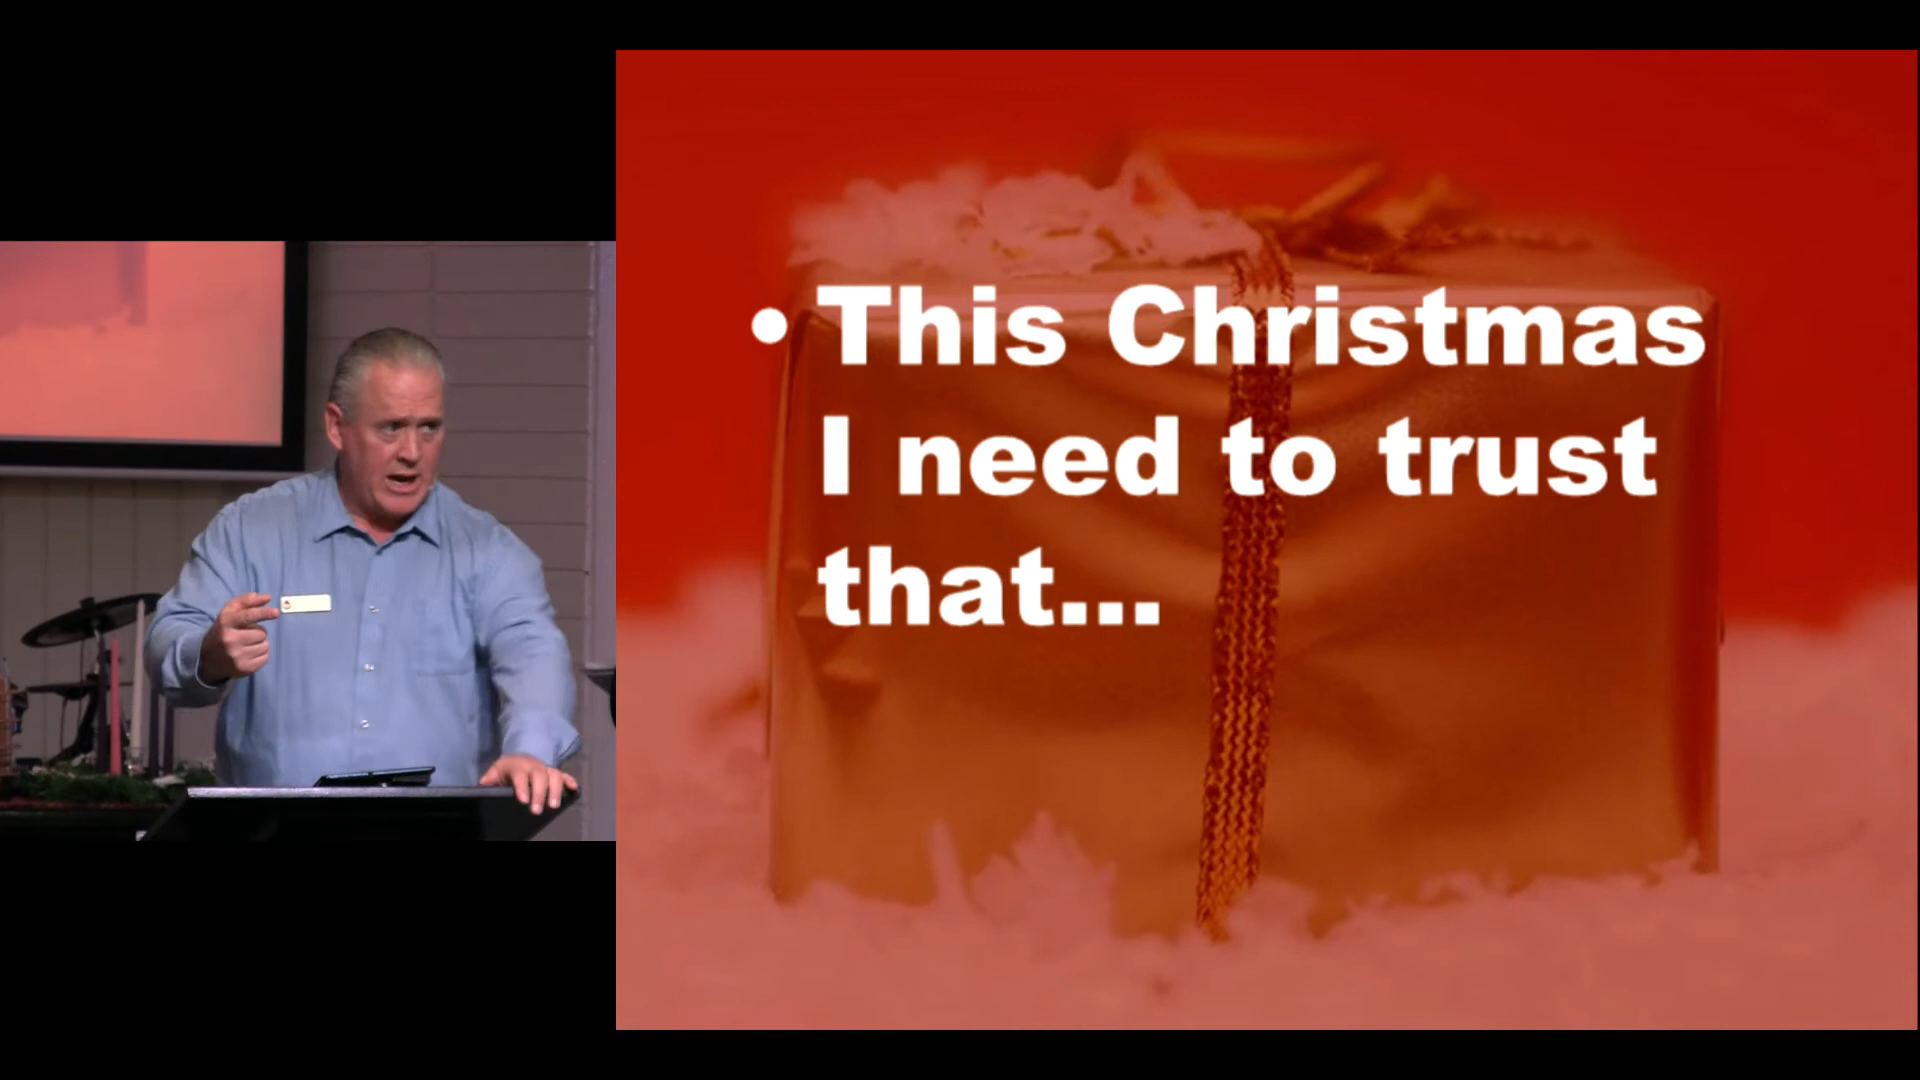 • This Christmas
I need to trust
that...